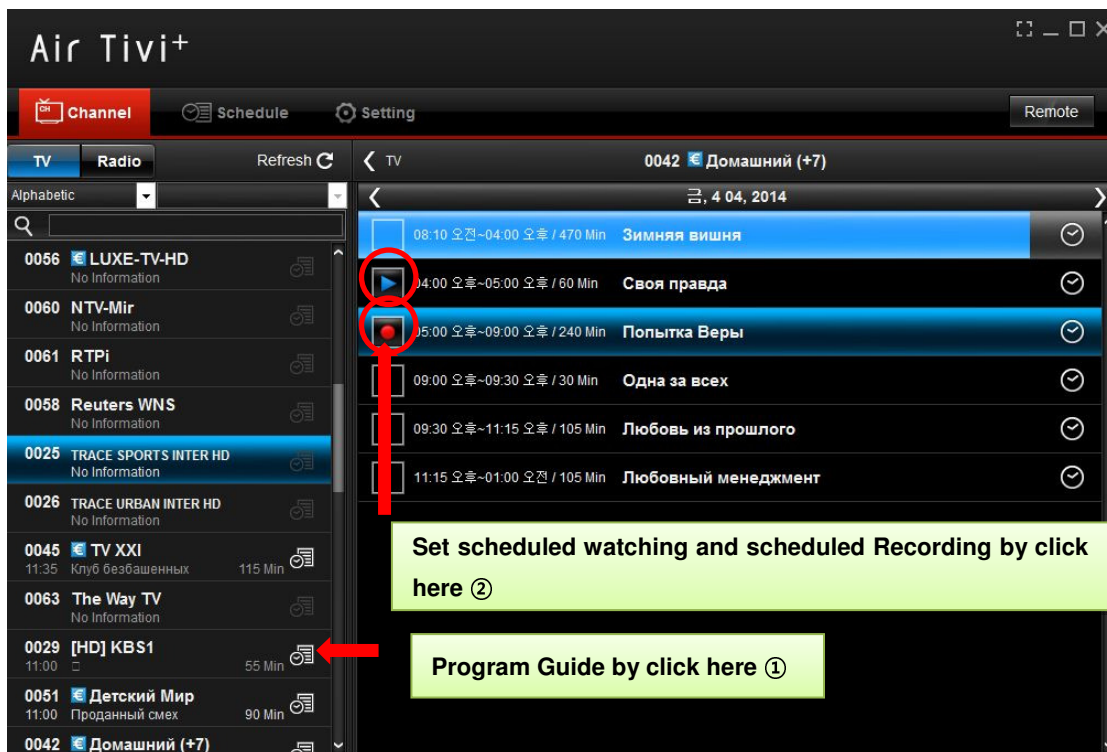 Air Tivi+
CH Channel Schedule Setting Remote
TV Radio Refresh
Alphabetic
0056 € LUXE-TV-HD
No Information
0060 NTV-Mir
No Information
0061 RTPi
No Information
0058 Reuters WNS
No Information
0025 TRACE SPORTS INTER HD
No Information
0026 TRACE URBAN INTER HD
No Information
0045 € TV XXI
11:35 Клуб безбашенных 115 Min
0063 The Way TV
No Information
0029 [HD] KBS1
11:00 55 Min
0051 € Детский Мир
11:00 Проданный смех 90 Min
0042 € Домашний (+7)
TV 0042 € Домашний (+7)
금, 4 04, 2014
08:10 오전~04:00 오후 / 470 Min Зимняя вишня
04:00 오후~05:00 오후 / 60 Min Своя правда
05:00 오후~09:00 오후 / 240 Min Попытка Веры
09:00 오후~09:30 오후 / 30 Min Одна за всех
09:30 오후~11:15 오후 / 105 Min Любовь из прошлого
11:15 오후~01:00 오전 / 105 Min Любовный менеджмент
Set scheduled watching and scheduled Recording by click
here ②
Program Guide by click here ①